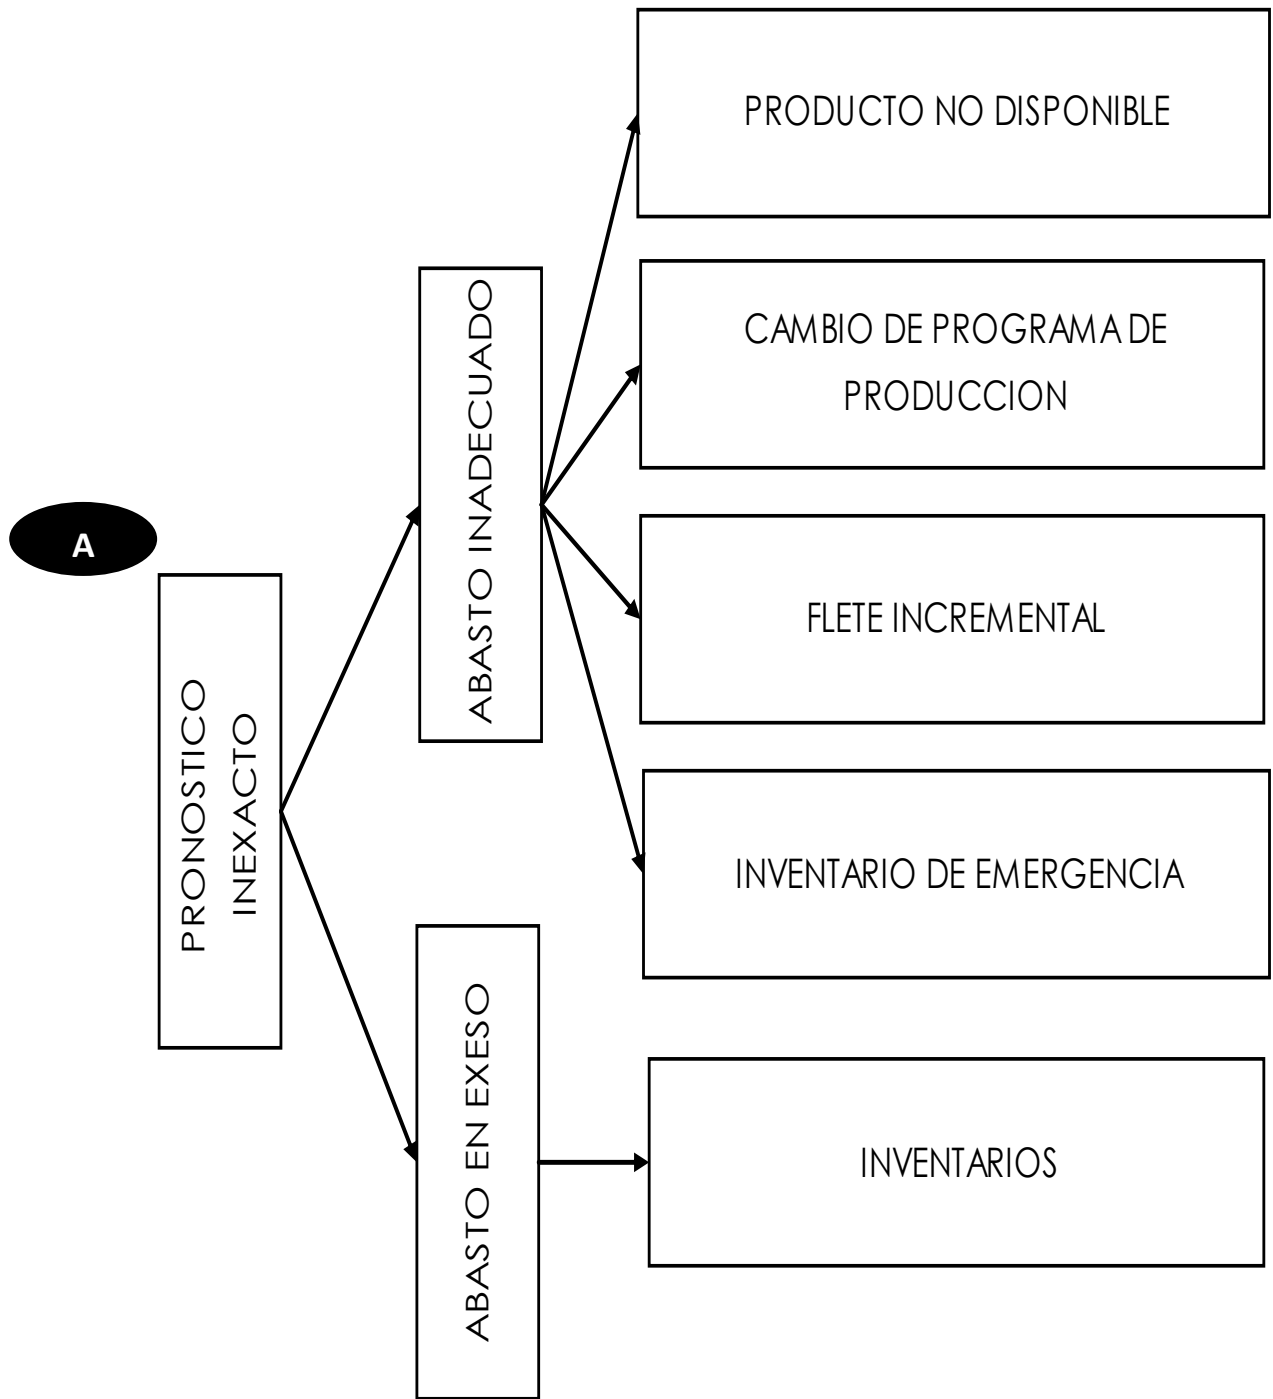 A
PRONOSTICO
INEXACTO
ABASTO INADECUADO
PRODUCTO NO DISPONIBLE
CAMBIO DE PROGRAMA DE
PRODUCCION
FLETE INCREMENTAL
INVENTARIO DE EMERGENCIA
ABASTO EN EXESO
INVENTARIOS